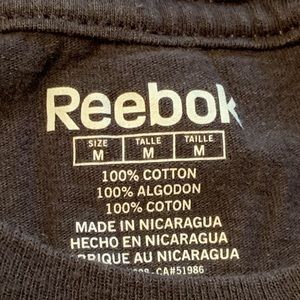 Reebok
SIZE TALLE TAILLE
M M M
100% COTTON
100% ALGODON
100% COTON
MADE IN NICARAGUA
HECHO EN NICARAGUA
BRIQUE AU NICARAGUA
CA#51986